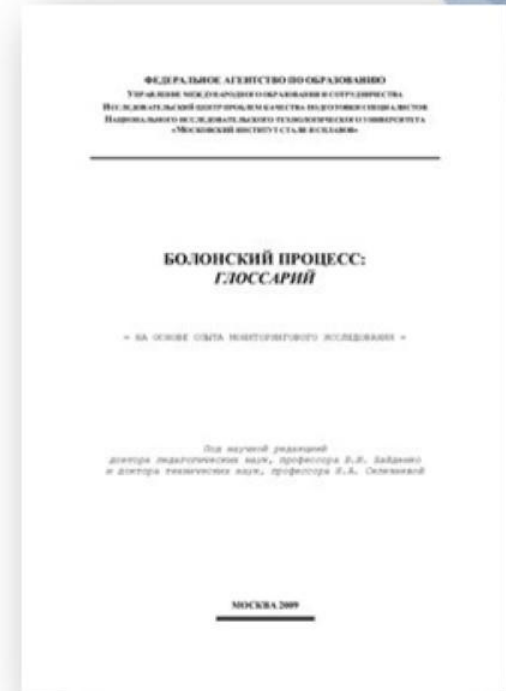 ФЕДЕРАЛЬНОЕ АГЕНТСТВО ПО ОБРАЗОВАНИЮ
УПРАВЛЕНИЕ МЕЖДУНАРОДНОГО ОБРАЗОВАНИЯ И СОТРУДНИЧЕСТВА
ИССЛЕДОВАТЕЛЬСКИЙ ЦЕНТР ПРОБЛЕМ КАЧЕСТВА ПОДГОТОВКИ СПЕЦИАЛИСТОВ
НАЦИОНАЛЬНОГО ИССЛЕДОВАТЕЛЬСКОГО ТЕХНОЛОГИЧЕСКОГО УНИВЕРСИТЕТА
«МОСКОВСКИЙ ИНСТИТУТ СТАЛИ И СПЛАВОВ»
БОЛОНСКИЙ ПРОЦЕСС:
ГЛОССАРИЙ
– НА ОСНОВЕ ОПЫТА МОНИТОРИНГОВОГО ИССЛЕДОВАНИЯ –
Под научной редакцией
доктора педагогических наук, профессора В.И. Байденко
и доктора технических наук, профессора Н.А. Селезневой
МОСКВА 2009